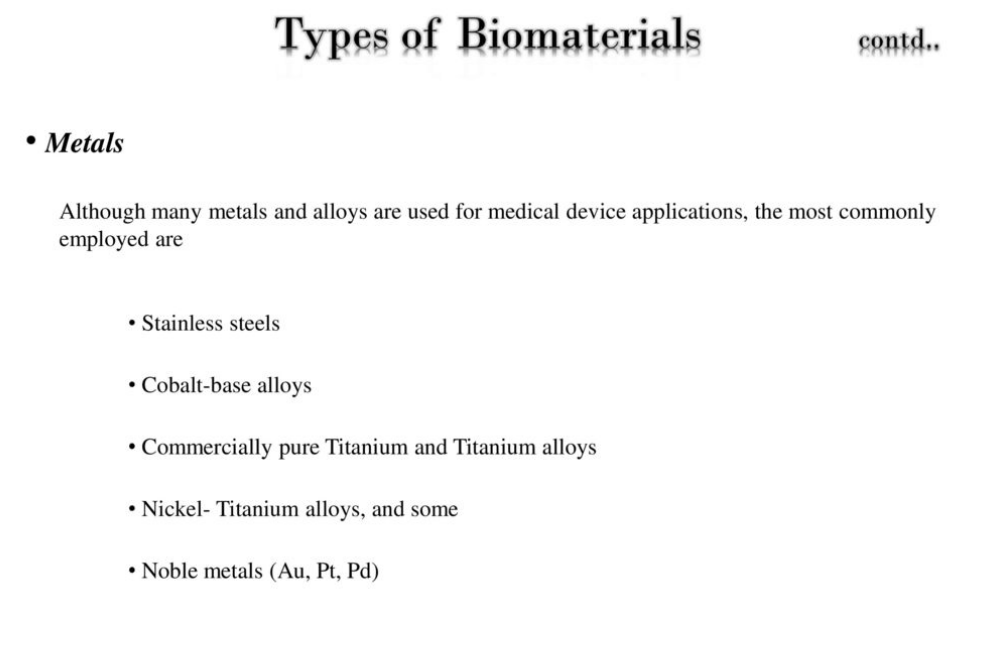 Types of Biomaterials contd..
• Metals
Although many metals and alloys are used for medical device applications, the most commonly
employed are
• Stainless steels
• Cobalt-base alloys
• Commercially pure Titanium and Titanium alloys
• Nickel- Titanium alloys, and some
• Noble metals (Au, Pt, Pd)